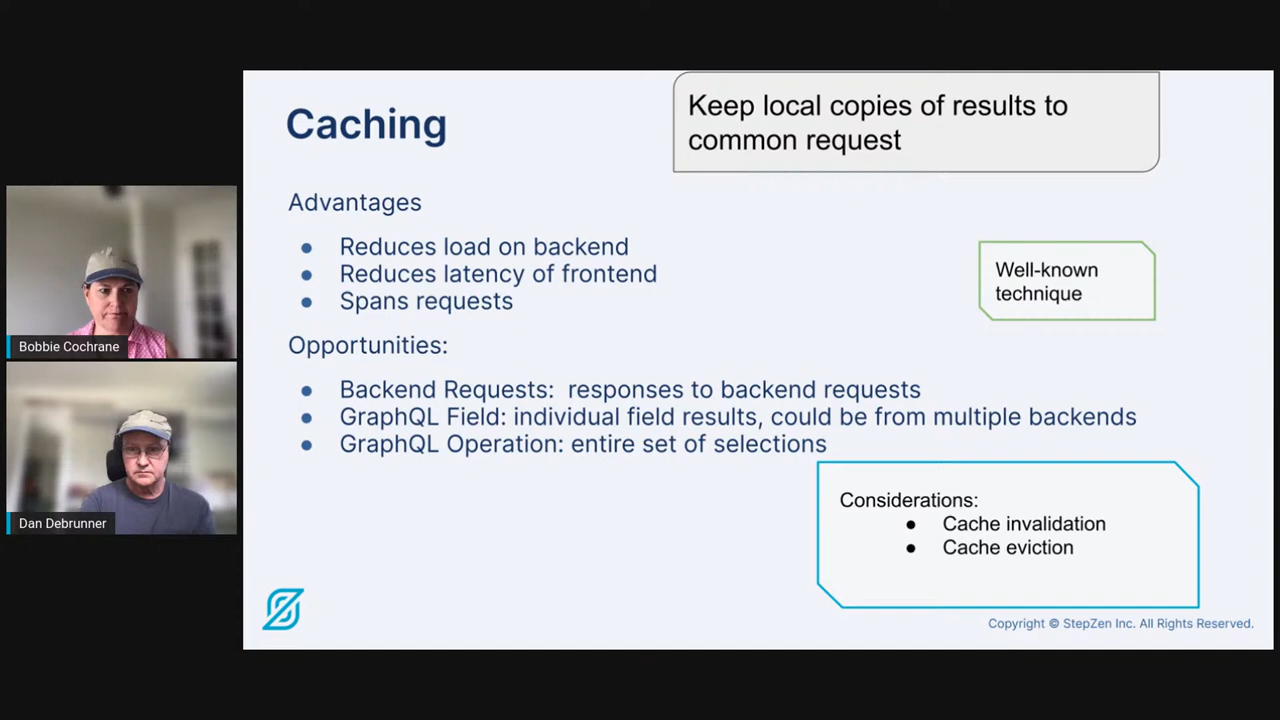 Caching
Keep local copies of results to
common request
Advantages
● Reduces load on backend
● Reduces latency of frontend
● Spans requests
Well-known
technique
Opportunities:
● Backend Requests: responses to backend requests
● GraphQL Field: individual field results, could be from multiple backends
● GraphQL Operation: entire set of selections
Considerations:
● Cache invalidation
● Cache eviction
Copyright © StepZen Inc. All Rights Reserved.
Bobbie Cochrane
Dan Debrunner